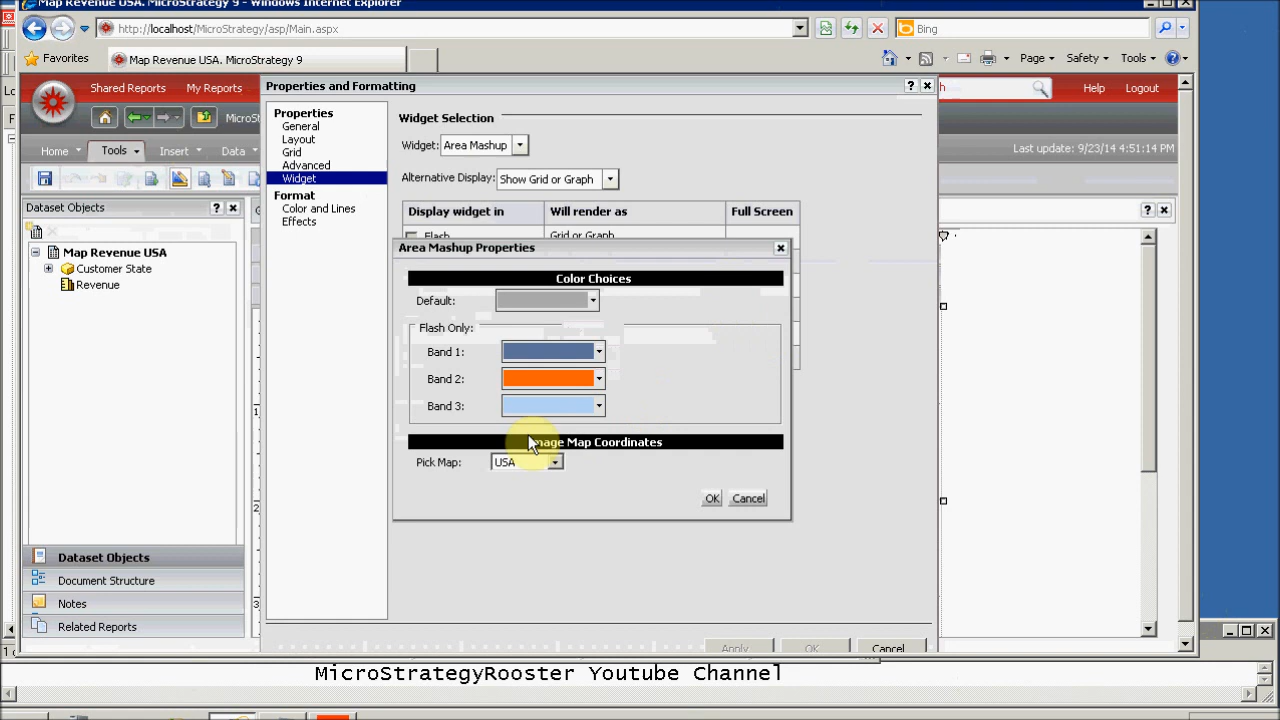 Map Revenue USA. MicroStrategy 9 - Windows Internet Explorer
http://localhost/MicroStrategy/asp/Main.aspx
Bing
Favorites
Map Revenue USA. MicroStrategy 9
Page
Safety
Tools
Shared Reports
My Reports
Properties and Formatting
?
h
Help
Logout
MicroSt
Home
Tools
Insert
Data
Last update: 9/23/14 4:51:14 PM
Dataset Objects
?
Map Revenue USA
Customer State
Revenue
Dataset Objects
Document Structure
Notes
Related Reports
Properties
General
Layout
Grid
Advanced
Widget
Format
Color and Lines
Effects
Widget Selection
Widget: Area Mashup
Alternative Display: Show Grid or Graph
Display widget in
Will render as
Full Screen
Flash
Grid or Graph
Area Mashup Properties
Color Choices
Default:
Flash Only:
Band 1:
Band 2:
Band 3:
Image Map Coordinates
Pick Map: USA
OK
Cancel
Apply
OK
Cancel
MicroStrategyRooster Youtube Channel